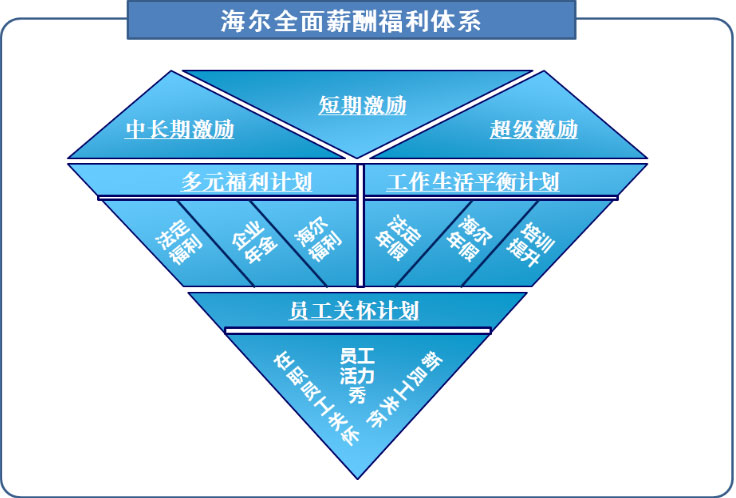 海尔全面薪酬福利体系
短期激励
中长期激励
超级激励
多元福利计划
工作生活平衡计划
法定
福利
企业
年金
海尔
福利
法定
年假
海尔
年假
培训
提升
员工关怀计划
在职员工关怀
员工
活力
秀
新员工关怀